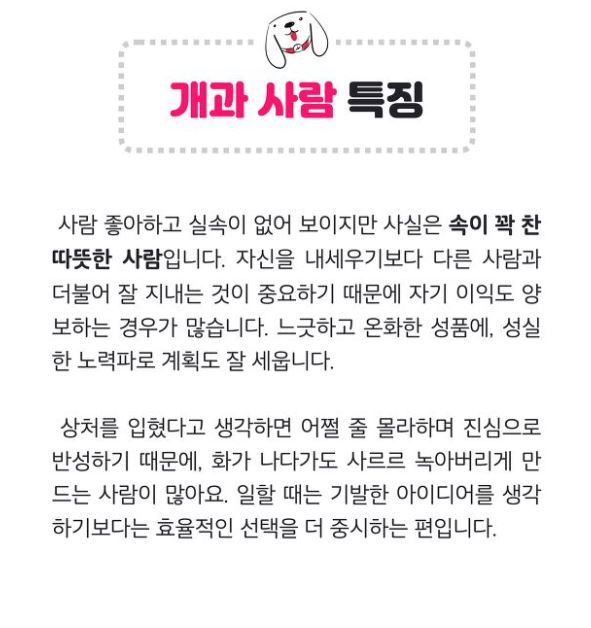 개과 사람 특징
사람 좋아하고 실속이 없어 보이지만 사실은 속이 꽉 찬
따뜻한 사람입니다. 자신을 내세우기보다 다른 사람과
더불어 잘 지내는 것이 중요하기 때문에 자기 이익도 양
보하는 경우가 많습니다. 느긋하고 온화한 성품에, 성실
한 노력파로 계획도 잘 세웁니다.
상처를 입혔다고 생각하면 어쩔 줄 몰라하며 진심으로
반성하기 때문에, 화가 나다가도 사르르 녹아버리게 만
드는 사람이 많아요. 일할 때는 기발한 아이디어를 생각
하기보다는 효율적인 선택을 더 중시하는 편입니다.